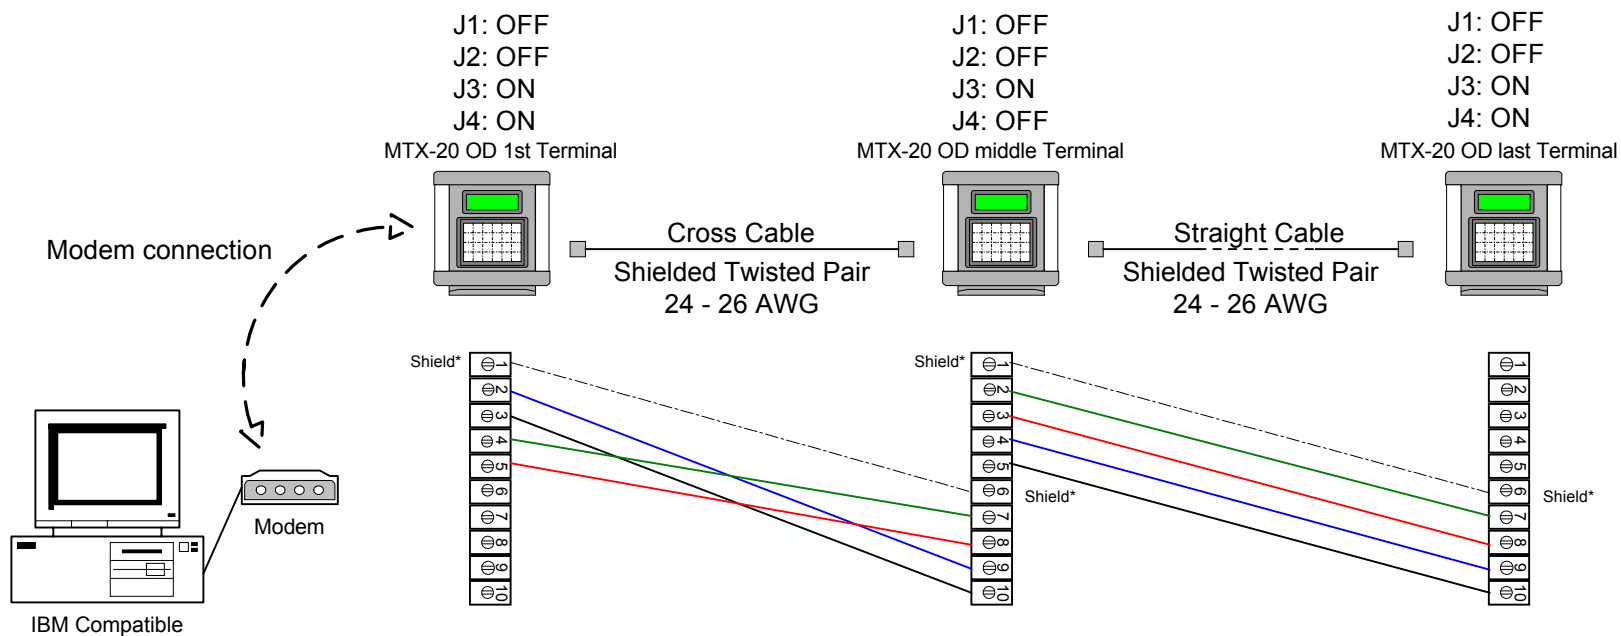 J1: OFF
J2: OFF
J3: ON
J4: ON
MTX-20 OD 1st Terminal
J1: OFF
J2: OFF
J3: ON
J4: OFF
MTX-20 OD middle Terminal
J1: OFF
J2: OFF
J3: ON
J4: ON
MTX-20 OD last Terminal
Modem connection
Cross Cable
Shielded Twisted Pair
24 - 26 AWG
Straight Cable
Shielded Twisted Pair
24 - 26 AWG
Shield*
1
2
3
4
5
6
7
8
9
10
Shield*
1
2
3
4
5
6
7
8
9
10
Shield*
1
2
3
4
5
6
7
8
9
10
Shield*
Modem
IBM Compatible